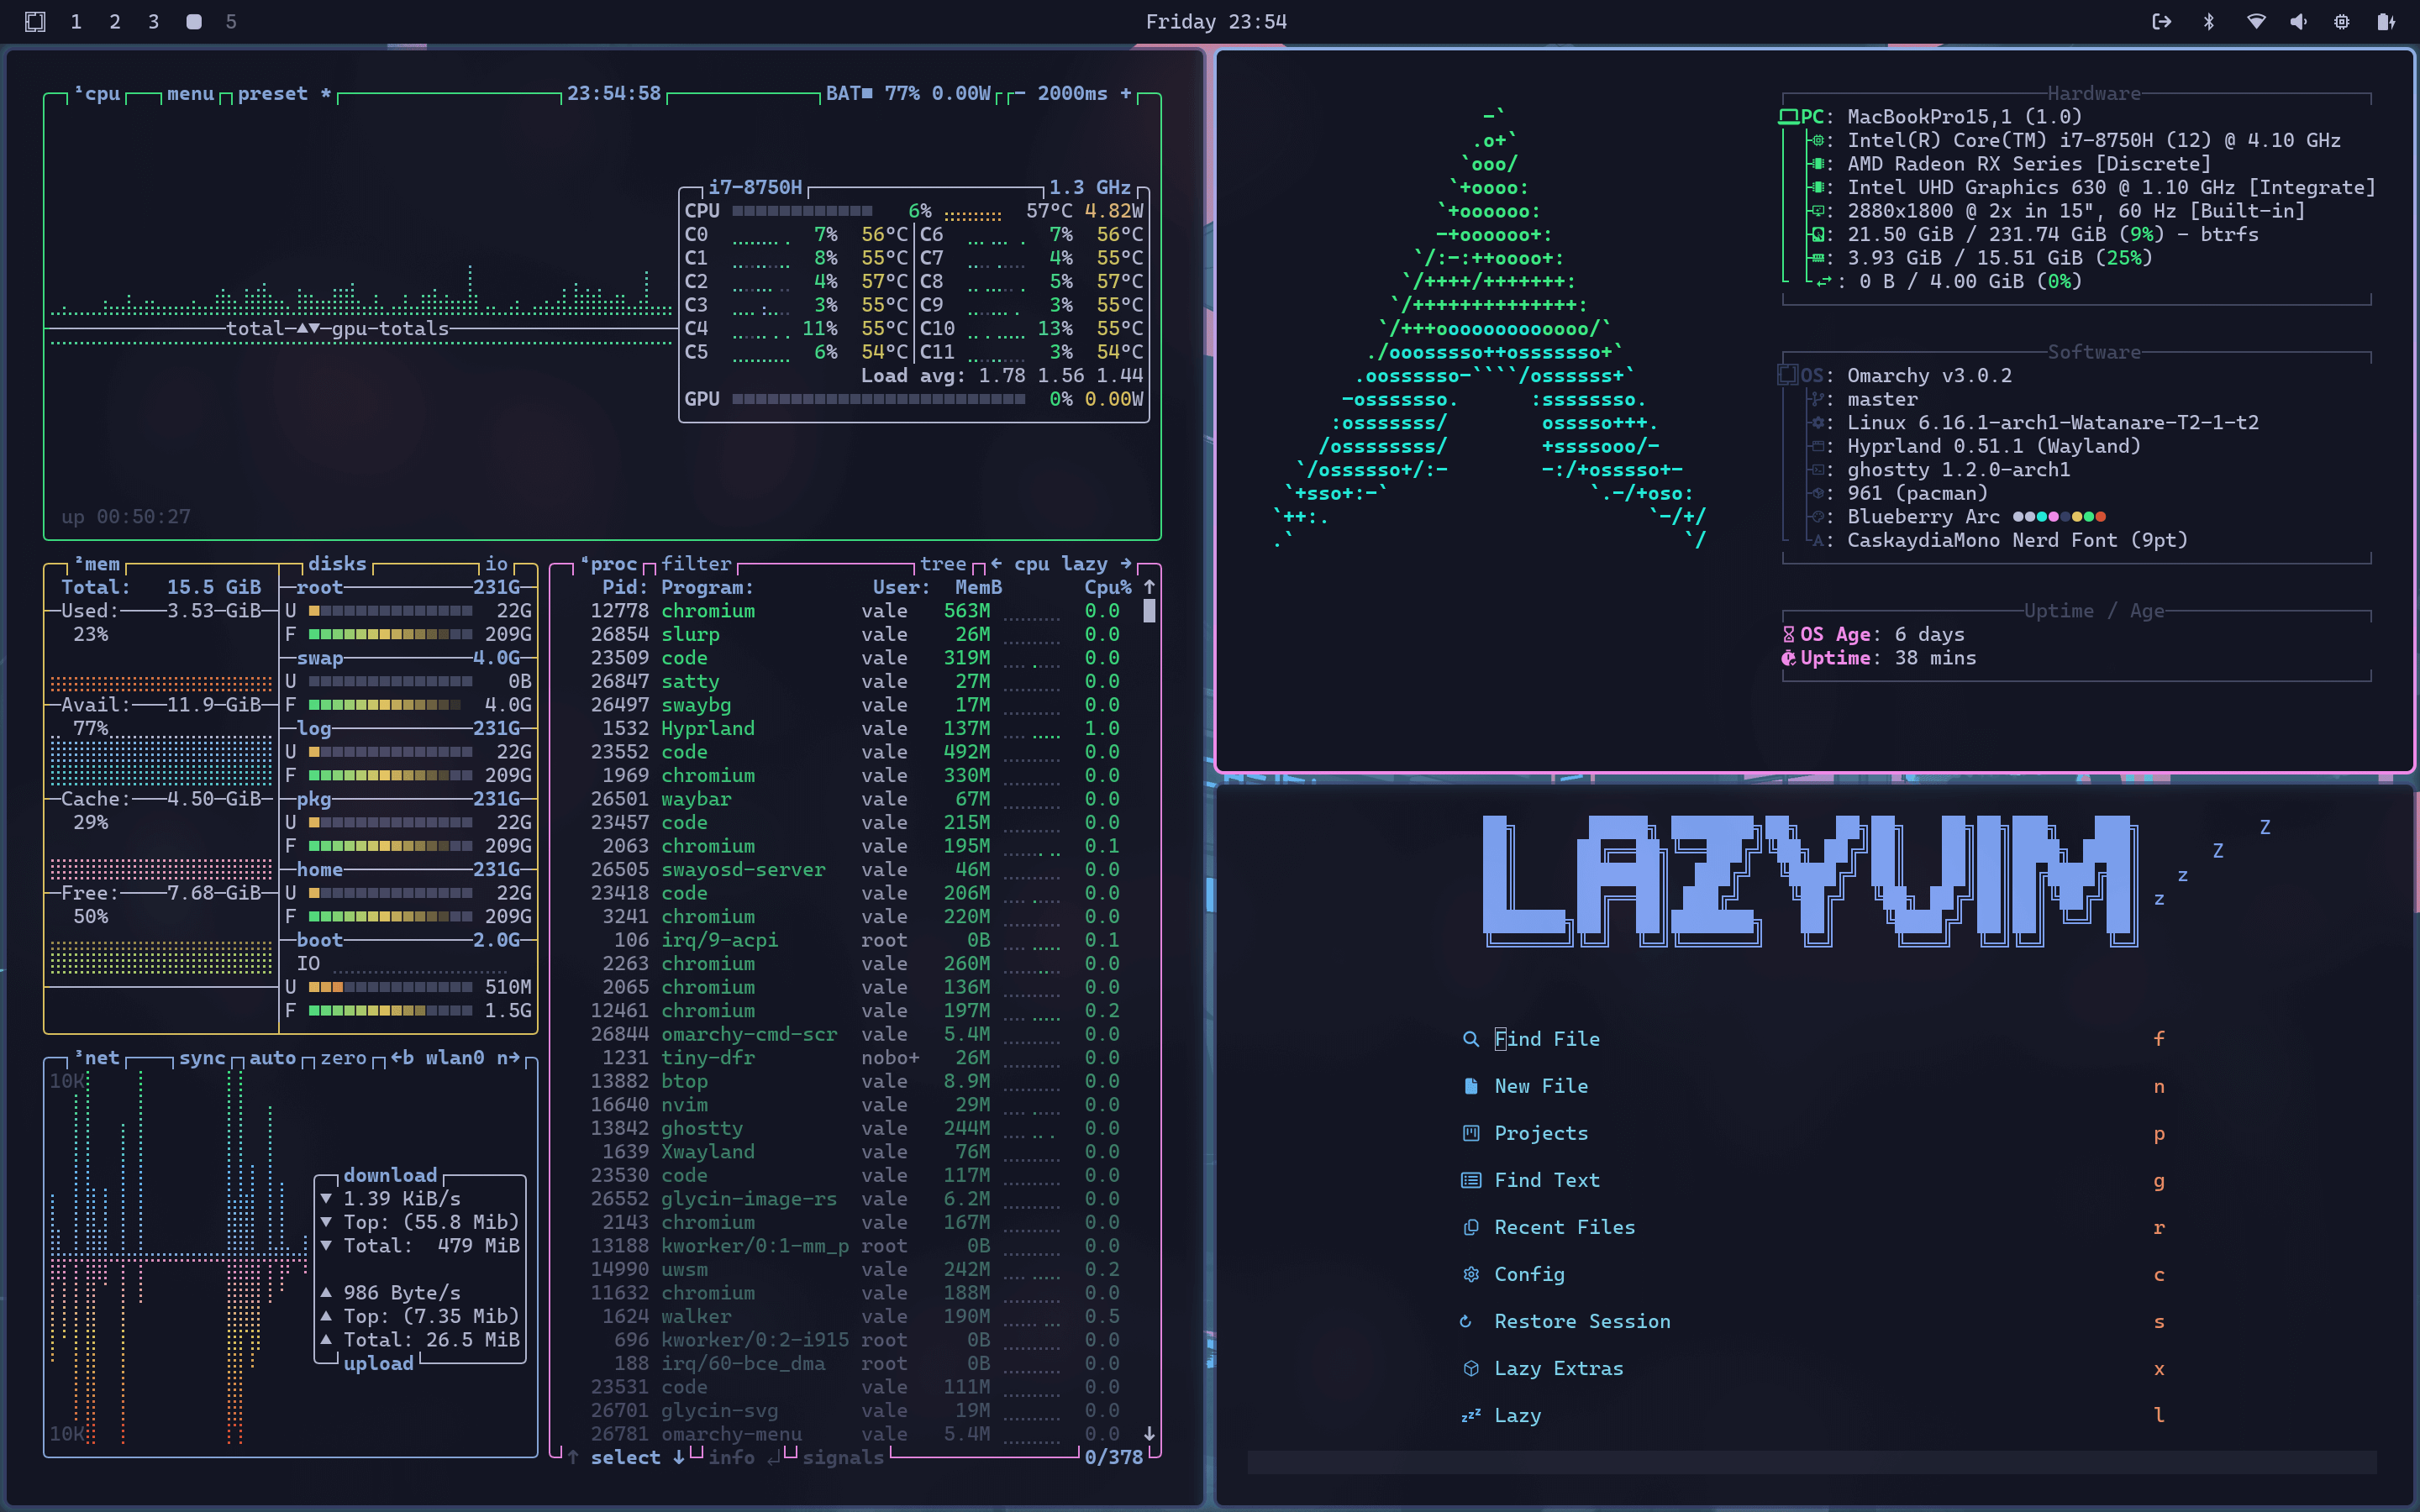 1 2 3 5
Friday 23:54
¹cpu menu preset * 23:54:58 BAT■ 77% 0.00W - 2000ms +
i7-8750H 1.3 GHz
CPU 6% 57°C 4.82W
C0 7% 56°C C6 7% 56°C
C1 8% 55°C C7 4% 55°C
C2 4% 57°C C8 5% 57°C
C3 3% 55°C C9 3% 55°C
C4 11% 55°C C10 13% 55°C
C5 6% 54°C C11 3% 54°C
Load avg: 1.78 1.56 1.44
GPU 0% 0.00W
total ▲▼ gpu-totals
up 00:50:27
²mem
Total: 15.5 GiB
Used: 3.53 GiB
23%
Avail: 11.9 GiB
77%
Cache: 4.50 GiB
29%
Free: 7.68 GiB
50%
disks io
root 231G
U 22G
F 209G
swap 4.0G
U 0B
F 4.0G
log 231G
U 22G
F 209G
pkg 231G
U 22G
F 209G
home 231G
U 22G
F 209G
boot 2.0G
IO
U 510M
F 1.5G
³net sync auto zero ←b wlan0 n→
10K
download
▼ 1.39 KiB/s
▼ Top: (55.8 Mib)
▼ Total: 479 MiB
▲ 986 Byte/s
▲ Top: (7.35 Mib)
▲ Total: 26.5 MiB
upload
10K
⁴proc filter tree ← cpu lazy →
Pid: Program: User: MemB Cpu% ↑
12778 chromium vale 563M 0.0
26854 slurp vale 26M 0.0
23509 code vale 319M 0.0
26847 satty vale 27M 0.0
26497 swaybg vale 17M 0.0
1532 Hyprland vale 137M 1.0
23552 code vale 492M 0.0
1969 chromium vale 330M 0.0
26501 waybar vale 67M 0.0
23457 code vale 215M 0.0
2063 chromium vale 195M 0.1
26505 swayosd-server vale 46M 0.0
23418 code vale 206M 0.0
3241 chromium vale 220M 0.0
106 irq/9-acpi root 0B 0.1
2263 chromium vale 260M 0.0
2065 chromium vale 136M 0.0
12461 chromium vale 197M 0.2
26844 omarchy-cmd-scr vale 5.4M 0.0
1231 tiny-dfr nobo+ 26M 0.0
13882 btop vale 8.9M 0.0
16640 nvim vale 29M 0.0
13842 ghostty vale 244M 0.0
1639 Xwayland vale 76M 0.0
23530 code vale 117M 0.0
26552 glycin-image-rs vale 6.2M 0.0
2143 chromium vale 167M 0.0
13188 kworker/0:1-mm_p root 0B 0.0
14990 uwsm vale 242M 0.2
11632 chromium vale 188M 0.0
1624 walker vale 190M 0.5
696 kworker/0:2-i915 root 0B 0.0
188 irq/60-bce_dma root 0B 0.0
23531 code vale 111M 0.0
26701 glycin-svg vale 19M 0.0
26781 omarchy-menu vale 5.4M 0.0 ↓
↑ select ↓ info ↵ signals 0/378
-`
.o+`
`ooo/
`+oooo:
`+oooooo:
-+oooooo+:
`/:-:++oooo+:
`/++++/+++++++:
`/++++++++++++++:
`/+++ooooooooooooo/`
./ooosssso++osssssso+`
.oossssso-````/ossssss+`
-osssssso. :ssssssso.
:osssssss/ osssso+++.
/ossssssss/ +ssssooo/-
`/ossssso+/:- -:/+osssso+-
`+sso+:-` `.-/+oso:
`++:. `-/+/
.` `/
Hardware
PC: MacBookPro15,1 (1.0)
: Intel(R) Core(TM) i7-8750H (12) @ 4.10 GHz
: AMD Radeon RX Series [Discrete]
: Intel UHD Graphics 630 @ 1.10 GHz [Integrate]
: 2880x1800 @ 2x in 15", 60 Hz [Built-in]
: 21.50 GiB / 231.74 GiB (9%) - btrfs
: 3.93 GiB / 15.51 GiB (25%)
: 0 B / 4.00 GiB (0%)
Software
OS: Omarchy v3.0.2
: master
: Linux 6.16.1-arch1-Watanare-T2-1-t2
: Hyprland 0.51.1 (Wayland)
: ghostty 1.2.0-arch1
: 961 (pacman)
: Blueberry Arc
: CaskaydiaMono Nerd Font (9pt)
Uptime / Age
OS Age: 6 days
Uptime: 38 mins
LAZYVIM Z Z z z
Find File f
New File n
Projects p
Find Text g
Recent Files r
Config c
Restore Session s
Lazy Extras x
Lazy l